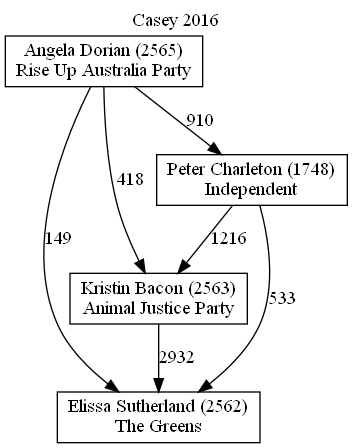 Casey 2016
Angela Dorian (2565)
Rise Up Australia Party
910
Peter Charleton (1748)
Independent
418
149
1216
Kristin Bacon (2563)
Animal Justice Party
533
2932
Elissa Sutherland (2562)
The Greens